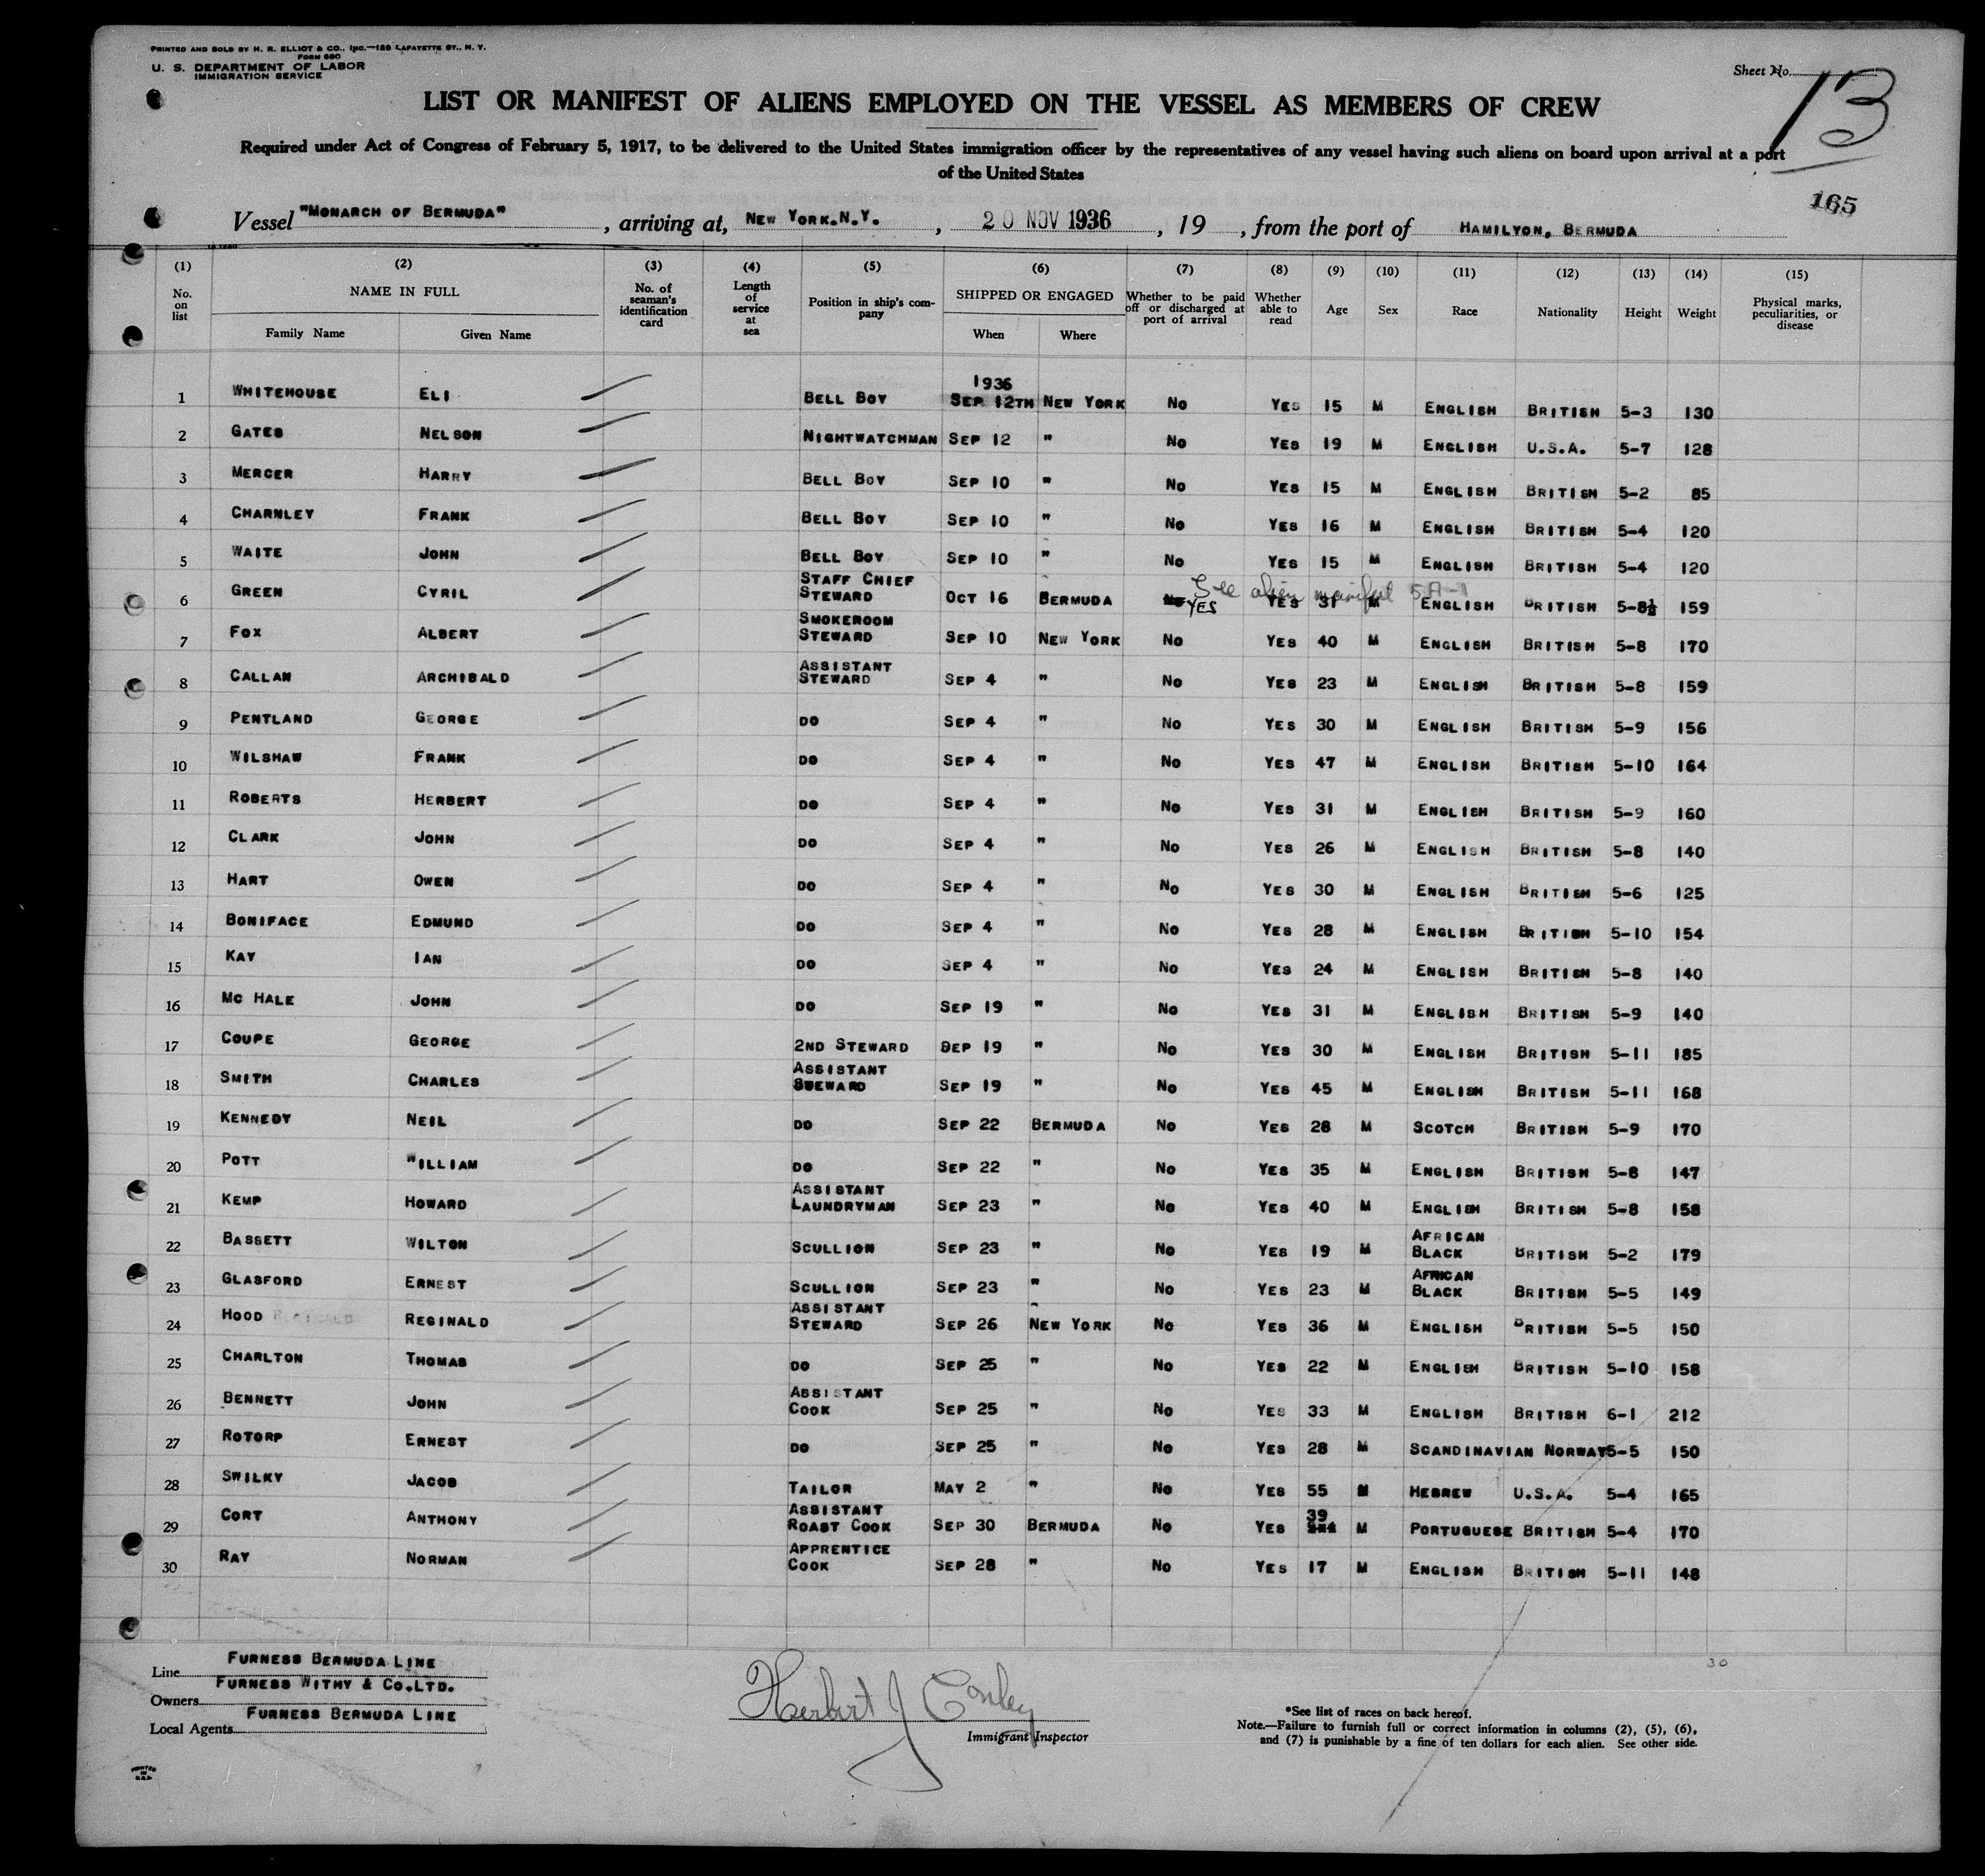 PRINTED AND SOLD BY H. R. ELLIOT & CO., Inc.—128 LAFAYETTE ST., N. Y.
FORM 680
U. S. DEPARTMENT OF LABOR
IMMIGRATION SERVICE
Sheet No. 13
LIST OR MANIFEST OF ALIENS EMPLOYED ON THE VESSEL AS MEMBERS OF CREW
Required under Act of Congress of February 5, 1917, to be delivered to the United States immigration officer by the representatives of any vessel having such aliens on board upon arrival at a port
of the United States
165
Vessel "MONARCH OF BERMUDA", arriving at, NEW YORK.N.Y., 20 NOV 1936, 19 , from the port of HAMILYON, BERMUDA
(1) (2) (3) (4) (5) (6) (7) (8) (9) (10) (11) (12) (13) (14) (15)
No. on list NAME IN FULL Family Name Given Name No. of seaman's identification card Length of service at sea Position in ship's company SHIPPED OR ENGAGED When Where Whether to be paid off or discharged at port of arrival Whether able to read Age Sex Race Nationality Height Weight Physical marks, peculiarities, or disease
1936
1 WHITEHOUSE ELI BELL BOY SEP 12TH NEW YORK NO YES 15 M ENGLISH BRITISH 5-3 130
2 GATES NELSON NIGHTWATCHMAN SEP 12 " NO YES 19 M ENGLISH U.S.A. 5-7 128
3 MERCER HARRY BELL BOY SEP 10 " NO YES 15 M ENGLISH BRITISH 5-2 85
4 CHARNLEY FRANK BELL BOY SEP 10 " NO YES 16 M ENGLISH BRITISH 5-4 120
5 WAITE JOHN BELL BOY SEP 10 " NO YES 15 M ENGLISH BRITISH 5-4 120
See alien manifest
6 GREEN CYRIL STAFF CHIEF STEWARD OCT 16 BERMUDA NO YES YES 31 M ENGLISH BRITISH 5-8½ 159
7 FOX ALBERT SMOKEROOM STEWARD SEP 10 NEW YORK NO YES 40 M ENGLISH BRITISH 5-8 170
8 CALLAN ARCHIBALD ASSISTANT STEWARD SEP 4 " NO YES 23 M ENGLISH BRITISH 5-8 159
9 PENTLAND GEORGE DO SEP 4 " NO YES 30 M ENGLISH BRITISH 5-9 156
10 WILSHAW FRANK DO SEP 4 " NO YES 47 M ENGLISH BRITISH 5-10 164
11 ROBERTS HERBERT DO SEP 4 " NO YES 31 M ENGLISH BRITISH 5-9 160
12 CLARK JOHN DO SEP 4 " NO YES 26 M ENGLISH BRITISH 5-8 140
13 HART OWEN DO SEP 4 " NO YES 30 M ENGLISH BRITISH 5-6 125
14 BONIFACE EDMUND DO SEP 4 " NO YES 28 M ENGLISH BRITISH 5-10 154
15 KAY IAN DO SEP 4 " NO YES 24 M ENGLISH BRITISH 5-8 140
16 MC HALE JOHN DO SEP 19 " NO YES 31 M ENGLISH BRITISH 5-9 140
17 COUPE GEORGE 2ND STEWARD SEP 19 " NO YES 30 M ENGLISH BRITISH 5-11 185
18 SMITH CHARLES ASSISTANT STEWARD SEP 19 " NO YES 45 M ENGLISH BRITISH 5-11 168
19 KENNEDY NEIL DO SEP 22 BERMUDA NO YES 28 M SCOTCH BRITISH 5-9 170
20 POTT WILLIAM DO SEP 22 " NO YES 35 M ENGLISH BRITISH 5-8 147
21 KEMP HOWARD ASSISTANT LAUNDRYMAN SEP 23 " NO YES 40 M ENGLISH BRITISH 5-8 158
22 BASSETT WILTON SCULLION SEP 23 " NO YES 19 M AFRICAN BLACK BRITISH 5-2 179
23 GLASFORD ERNEST SCULLION SEP 23 " NO YES 23 M AFRICAN BLACK BRITISH 5-5 149
24 HOOD REGINALD ASSISTANT STEWARD SEP 26 NEW YORK NO YES 36 M ENGLISH BRITISH 5-5 150
25 CHARLTON THOMAS DO SEP 25 " NO YES 22 M ENGLISH BRITISH 5-10 158
26 BENNETT JOHN ASSISTANT COOK SEP 25 " NO YES 33 M ENGLISH BRITISH 6-1 212
27 ROTORP ERNEST DO SEP 25 " NO YES 28 M SCANDINAVIAN NORWAY 5-5 150
28 SWILKY JACOB TAILOR MAY 2 " NO YES 55 M HEBREW U.S.A. 5-4 165
29 CORT ANTHONY ASSISTANT ROAST COOK SEP 30 BERMUDA NO YES 39 M PORTUGUESE BRITISH 5-4 170
30 RAY NORMAN APPRENTICE COOK SEP 28 " NO YES 17 M ENGLISH BRITISH 5-11 148
30
Line FURNESS BERMUDA LINE
Owners FURNESS WITHY & CO.LTD.
Local Agents FURNESS BERMUDA LINE
Herbert J Conley
Immigrant Inspector
*See list of races on back hereof.
Note.—Failure to furnish full or correct information in columns (2), (5), (6),
and (7) is punishable by a fine of ten dollars for each alien. See other side.
PRINTED IN U.S.A.